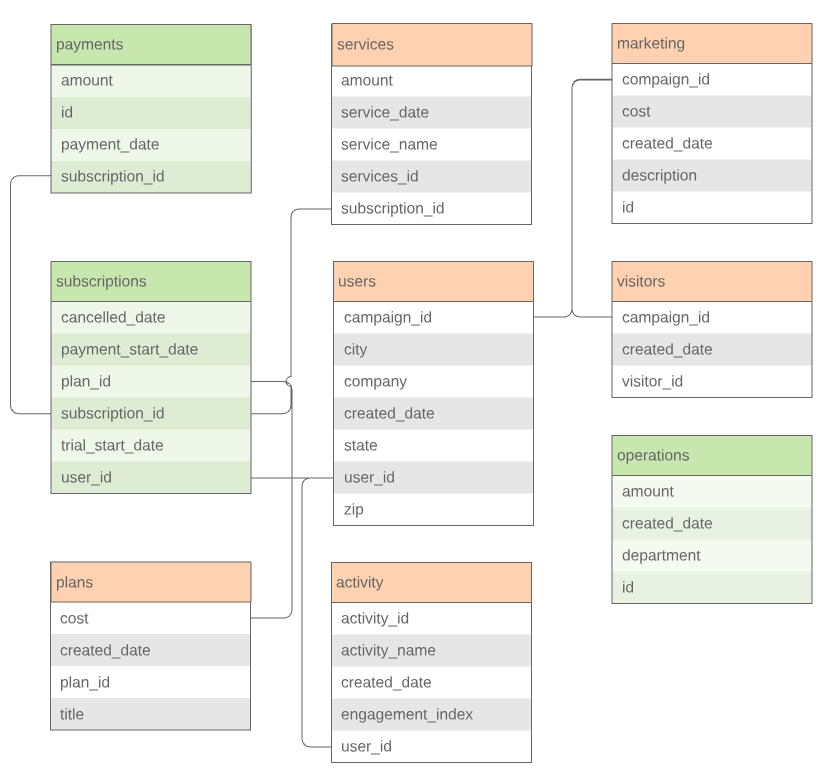 payments
amount
id
payment_date
subscription_id
services
amount
service_date
service_name
services_id
subscription_id
marketing
compaign_id
cost
created_date
description
id
subscriptions
cancelled_date
payment_start_date
plan_id
subscription_id
trial_start_date
user_id
users
campaign_id
city
company
created_date
state
user_id
zip
visitors
campaign_id
created_date
visitor_id
operations
amount
created_date
department
id
plans
cost
created_date
plan_id
title
activity
activity_id
activity_name
created_date
engagement_index
user_id